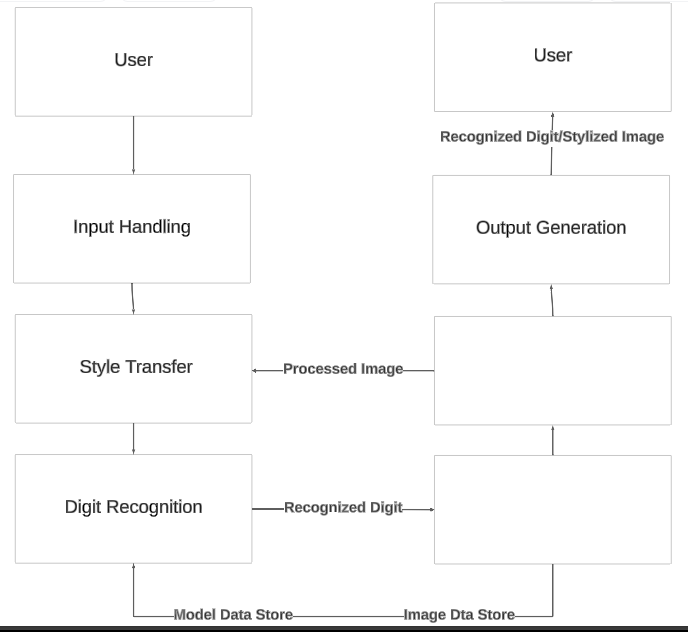 User
User
Recognized Digit/Stylized Image
Input Handling
Output Generation
Style Transfer
Processed Image
Digit Recognition
Recognized Digit
Model Data Store
Image Dta Store